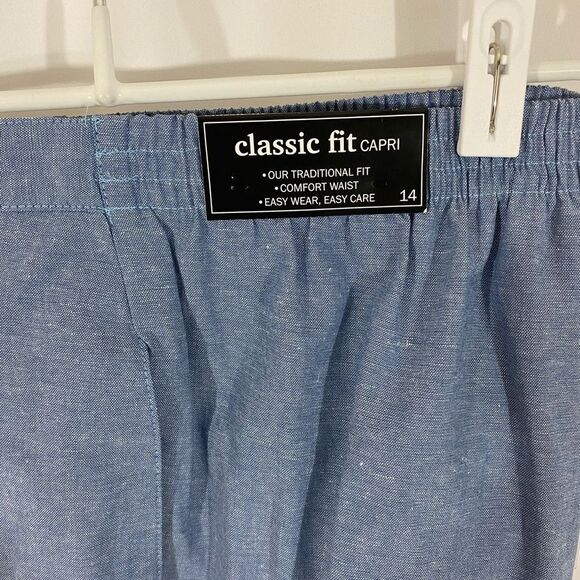 classic fit CAPRI
• OUR TRADITIONAL FIT
• COMFORT WAIST
• EASY WEAR, EASY CARE 14